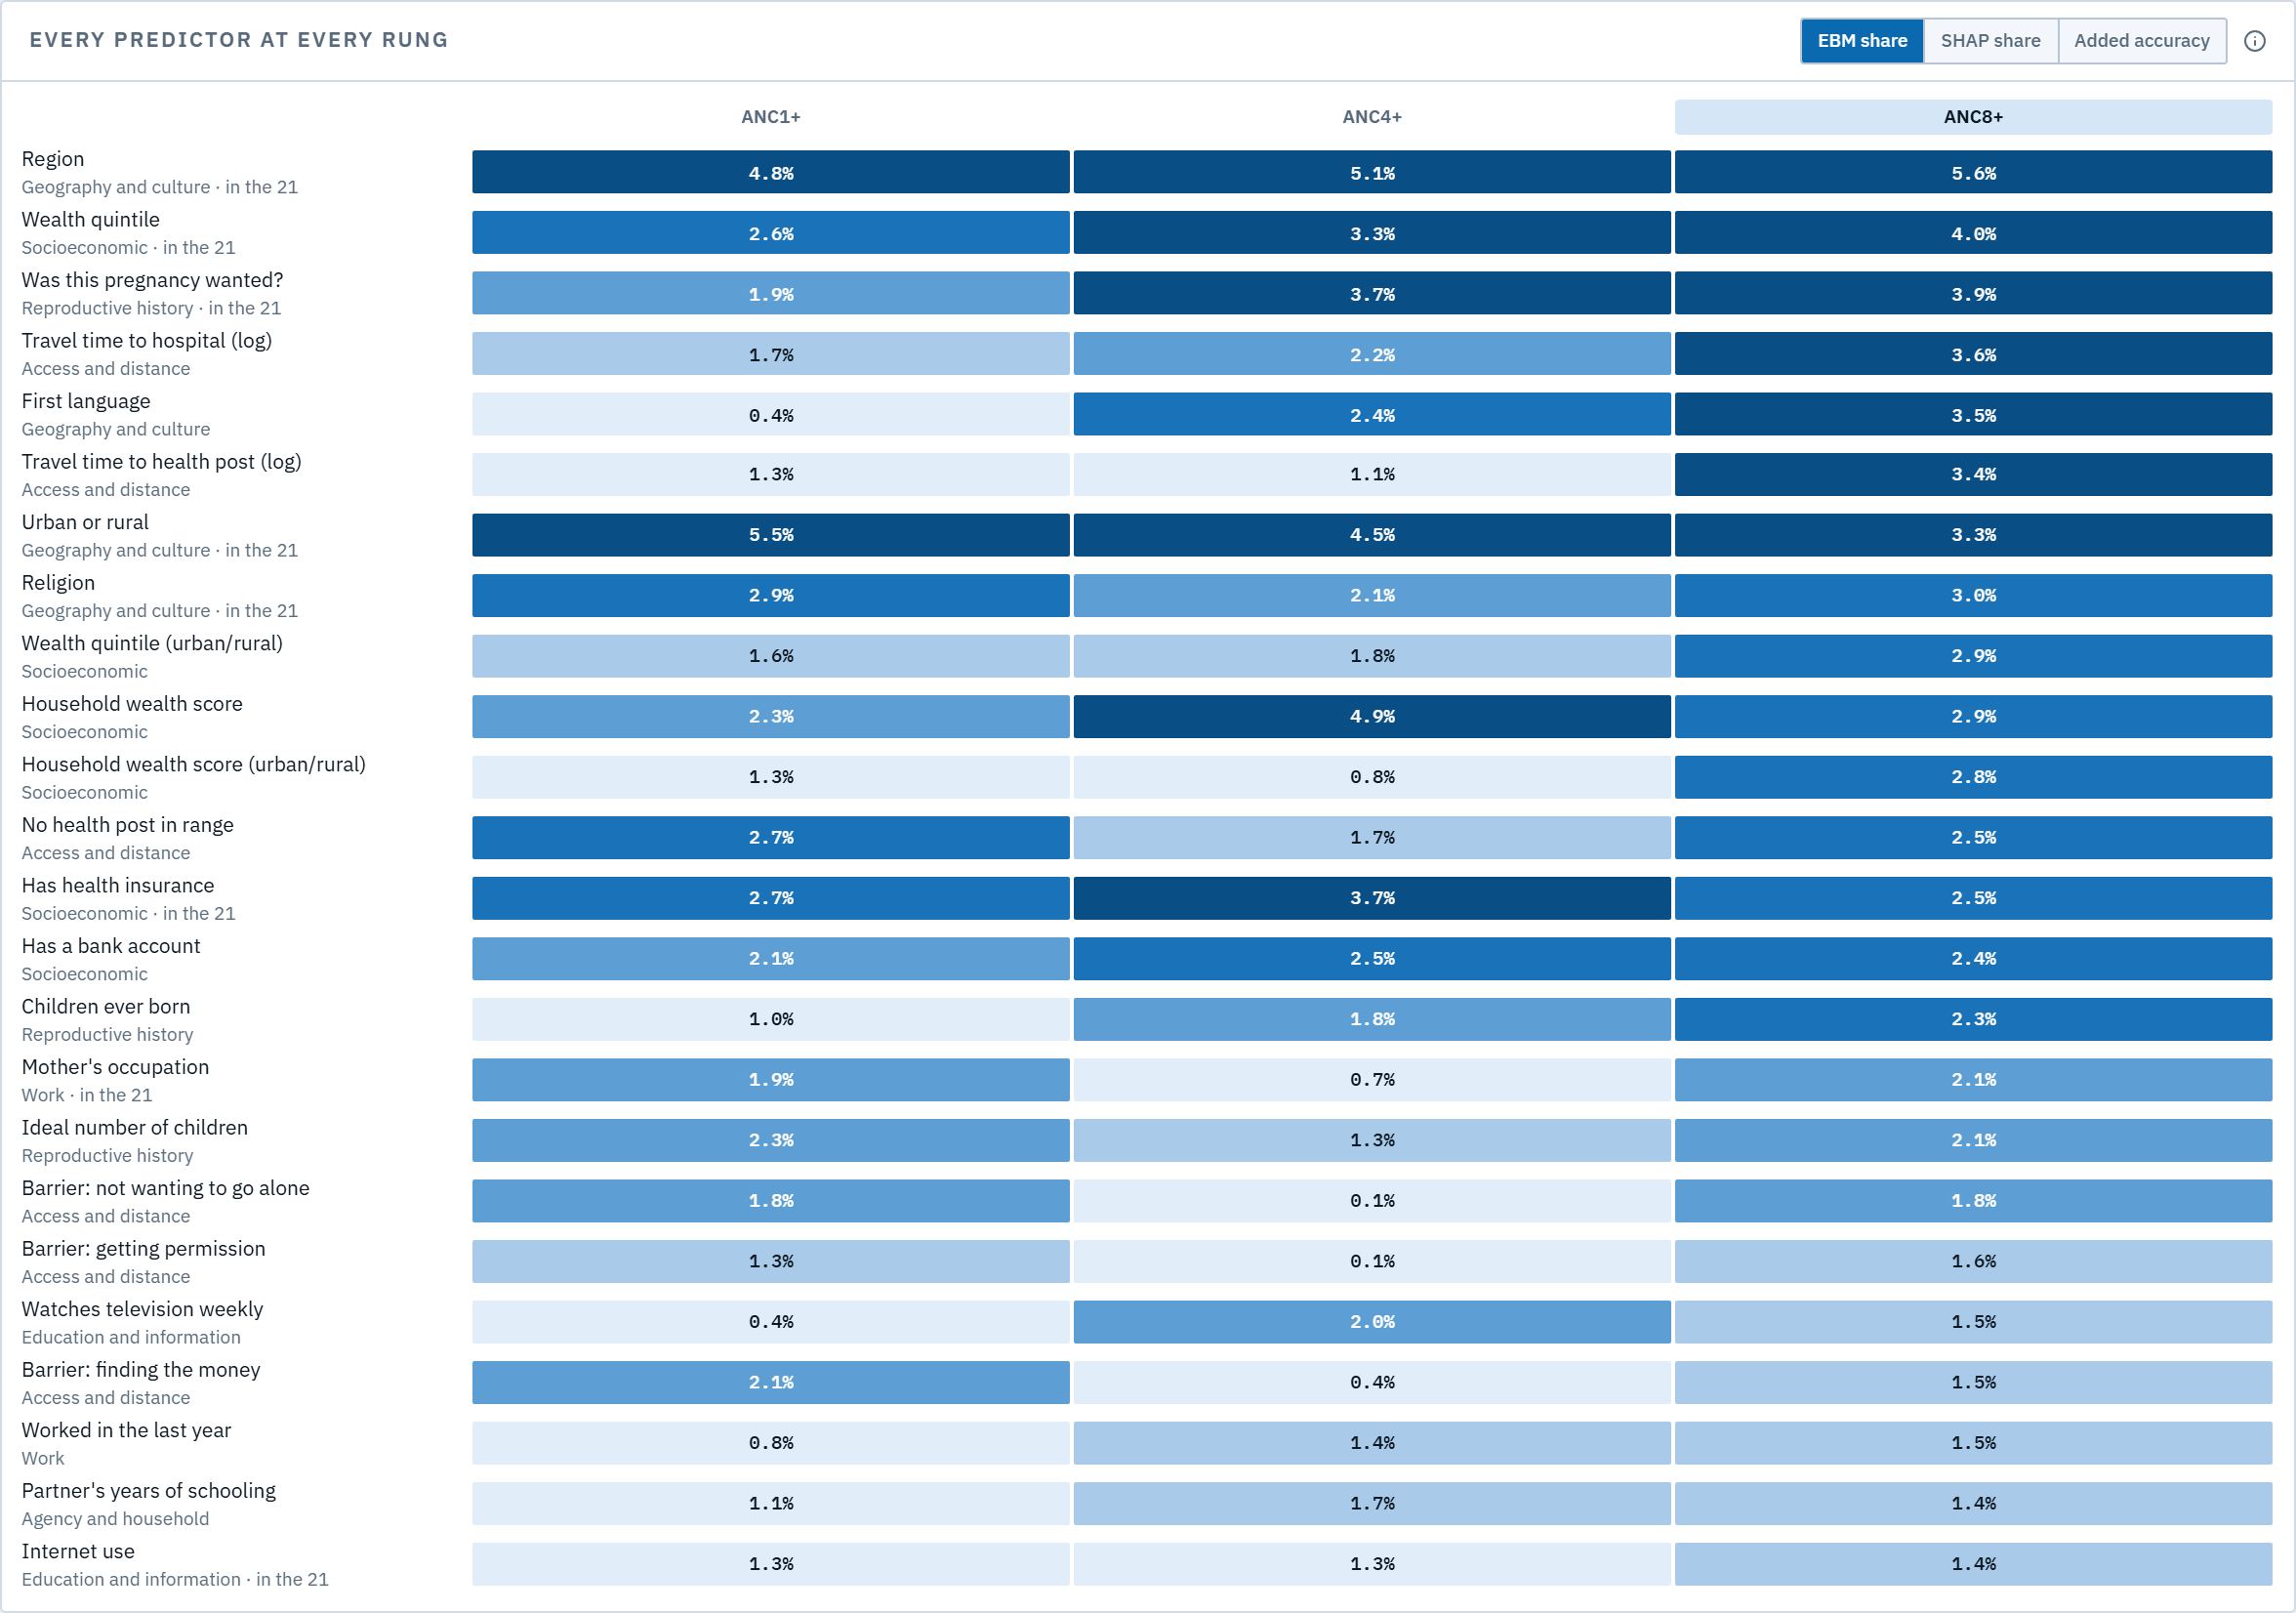 EVERY PREDICTOR AT EVERY RUNG
EBM share SHAP share Added accuracy
ANC1+ ANC4+ ANC8+
Region
Geography and culture · in the 21
4.8% 5.1% 5.6%
Wealth quintile
Socioeconomic · in the 21
2.6% 3.3% 4.0%
Was this pregnancy wanted?
Reproductive history · in the 21
1.9% 3.7% 3.9%
Travel time to hospital (log)
Access and distance
1.7% 2.2% 3.6%
First language
Geography and culture
0.4% 2.4% 3.5%
Travel time to health post (log)
Access and distance
1.3% 1.1% 3.4%
Urban or rural
Geography and culture · in the 21
5.5% 4.5% 3.3%
Religion
Geography and culture · in the 21
2.9% 2.1% 3.0%
Wealth quintile (urban/rural)
Socioeconomic
1.6% 1.8% 2.9%
Household wealth score
Socioeconomic
2.3% 4.9% 2.9%
Household wealth score (urban/rural)
Socioeconomic
1.3% 0.8% 2.8%
No health post in range
Access and distance
2.7% 1.7% 2.5%
Has health insurance
Socioeconomic · in the 21
2.7% 3.7% 2.5%
Has a bank account
Socioeconomic
2.1% 2.5% 2.4%
Children ever born
Reproductive history
1.0% 1.8% 2.3%
Mother's occupation
Work · in the 21
1.9% 0.7% 2.1%
Ideal number of children
Reproductive history
2.3% 1.3% 2.1%
Barrier: not wanting to go alone
Access and distance
1.8% 0.1% 1.8%
Barrier: getting permission
Access and distance
1.3% 0.1% 1.6%
Watches television weekly
Education and information
0.4% 2.0% 1.5%
Barrier: finding the money
Access and distance
2.1% 0.4% 1.5%
Worked in the last year
Work
0.8% 1.4% 1.5%
Partner's years of schooling
Agency and household
1.1% 1.7% 1.4%
Internet use
Education and information · in the 21
1.3% 1.3% 1.4%